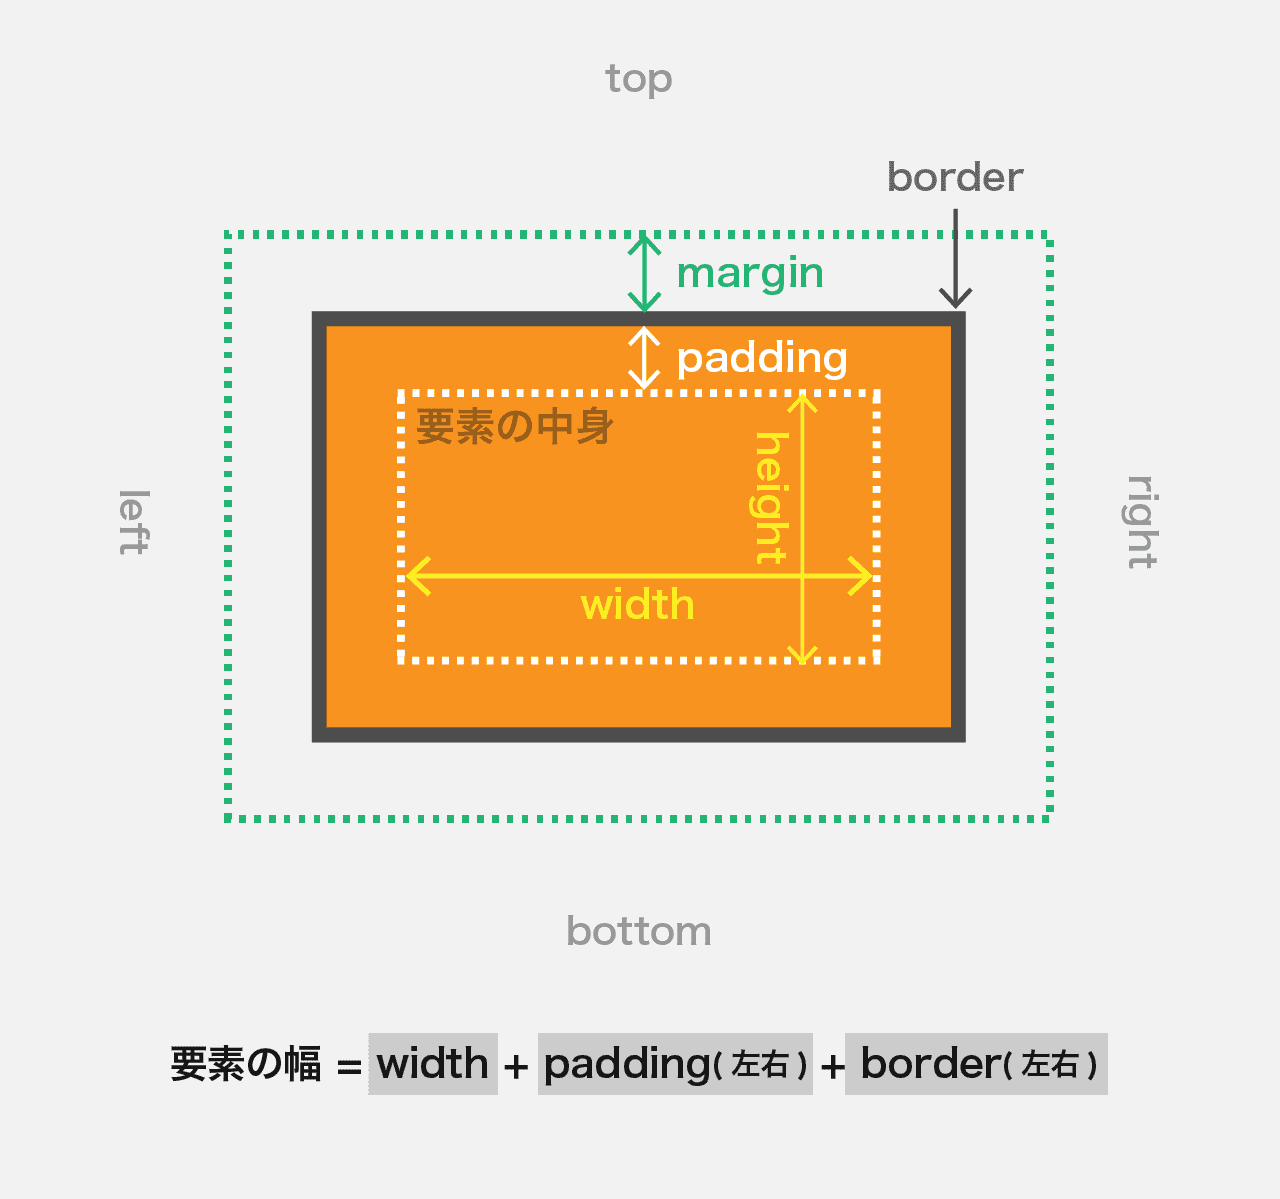 top
border
margin
padding
要素の中身
height
left
right
width
bottom
要素の幅 = width + padding( 左右 ) + border( 左右 )